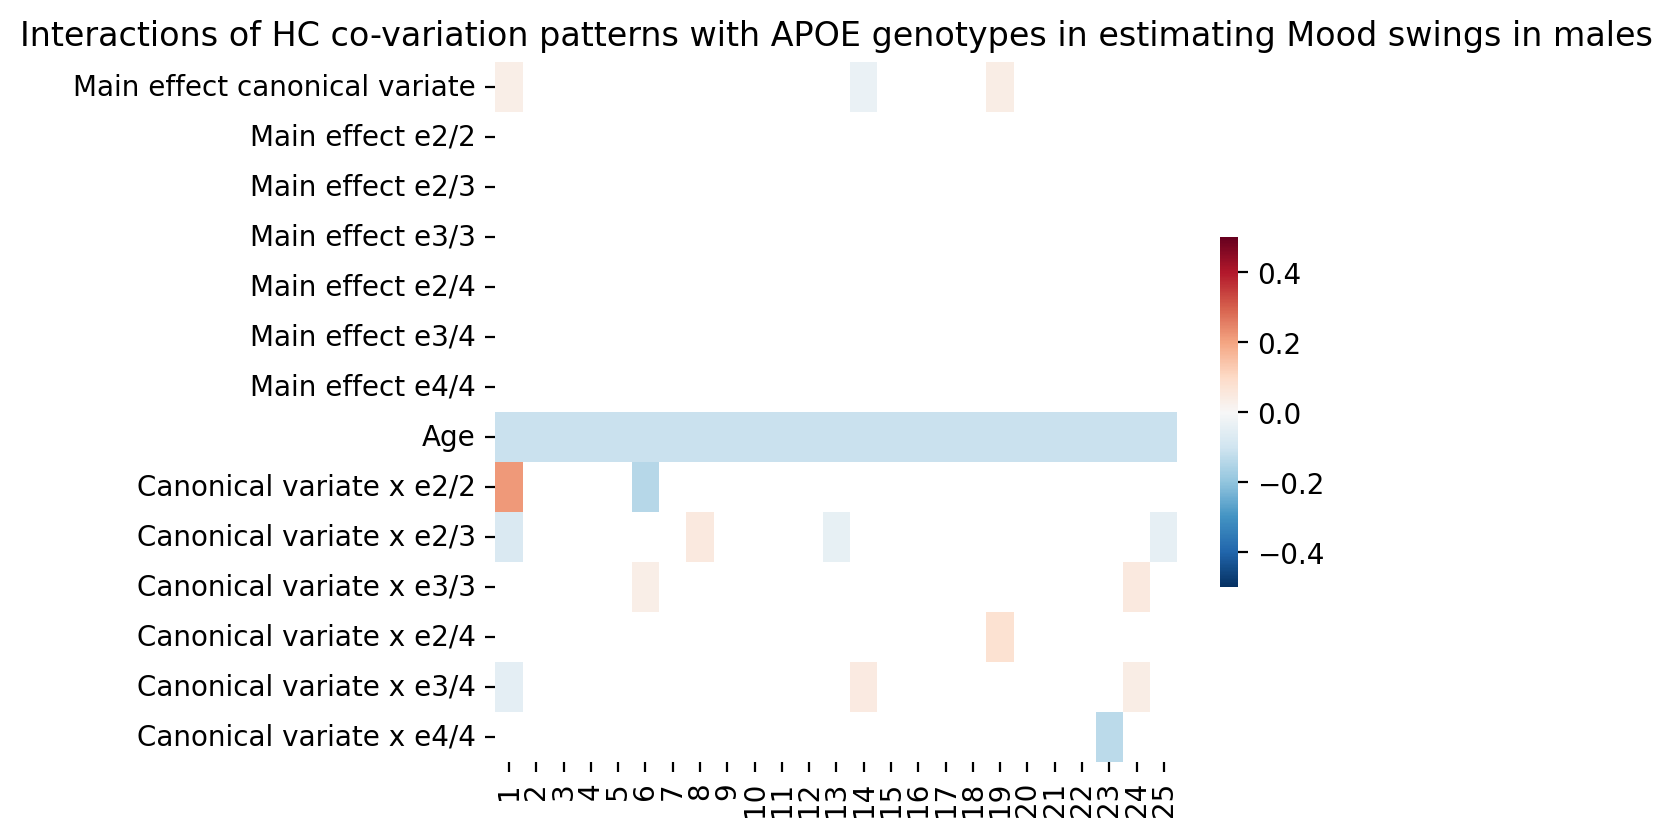 Interactions of HC co-variation patterns with APOE genotypes in estimating Mood swings in males
Main effect canonical variate
Main effect e2/2
Main effect e2/3
Main effect e3/3
Main effect e2/4
Main effect e3/4
Main effect e4/4
Age
Canonical variate x e2/2
Canonical variate x e2/3
Canonical variate x e3/3
Canonical variate x e2/4
Canonical variate x e3/4
Canonical variate x e4/4
1 2 3 4 5 6 7 8 9 10 11 12 13 14 15 16 17 18 19 20 21 22 23 24 25
0.4
0.2
0.0
−0.2
−0.4